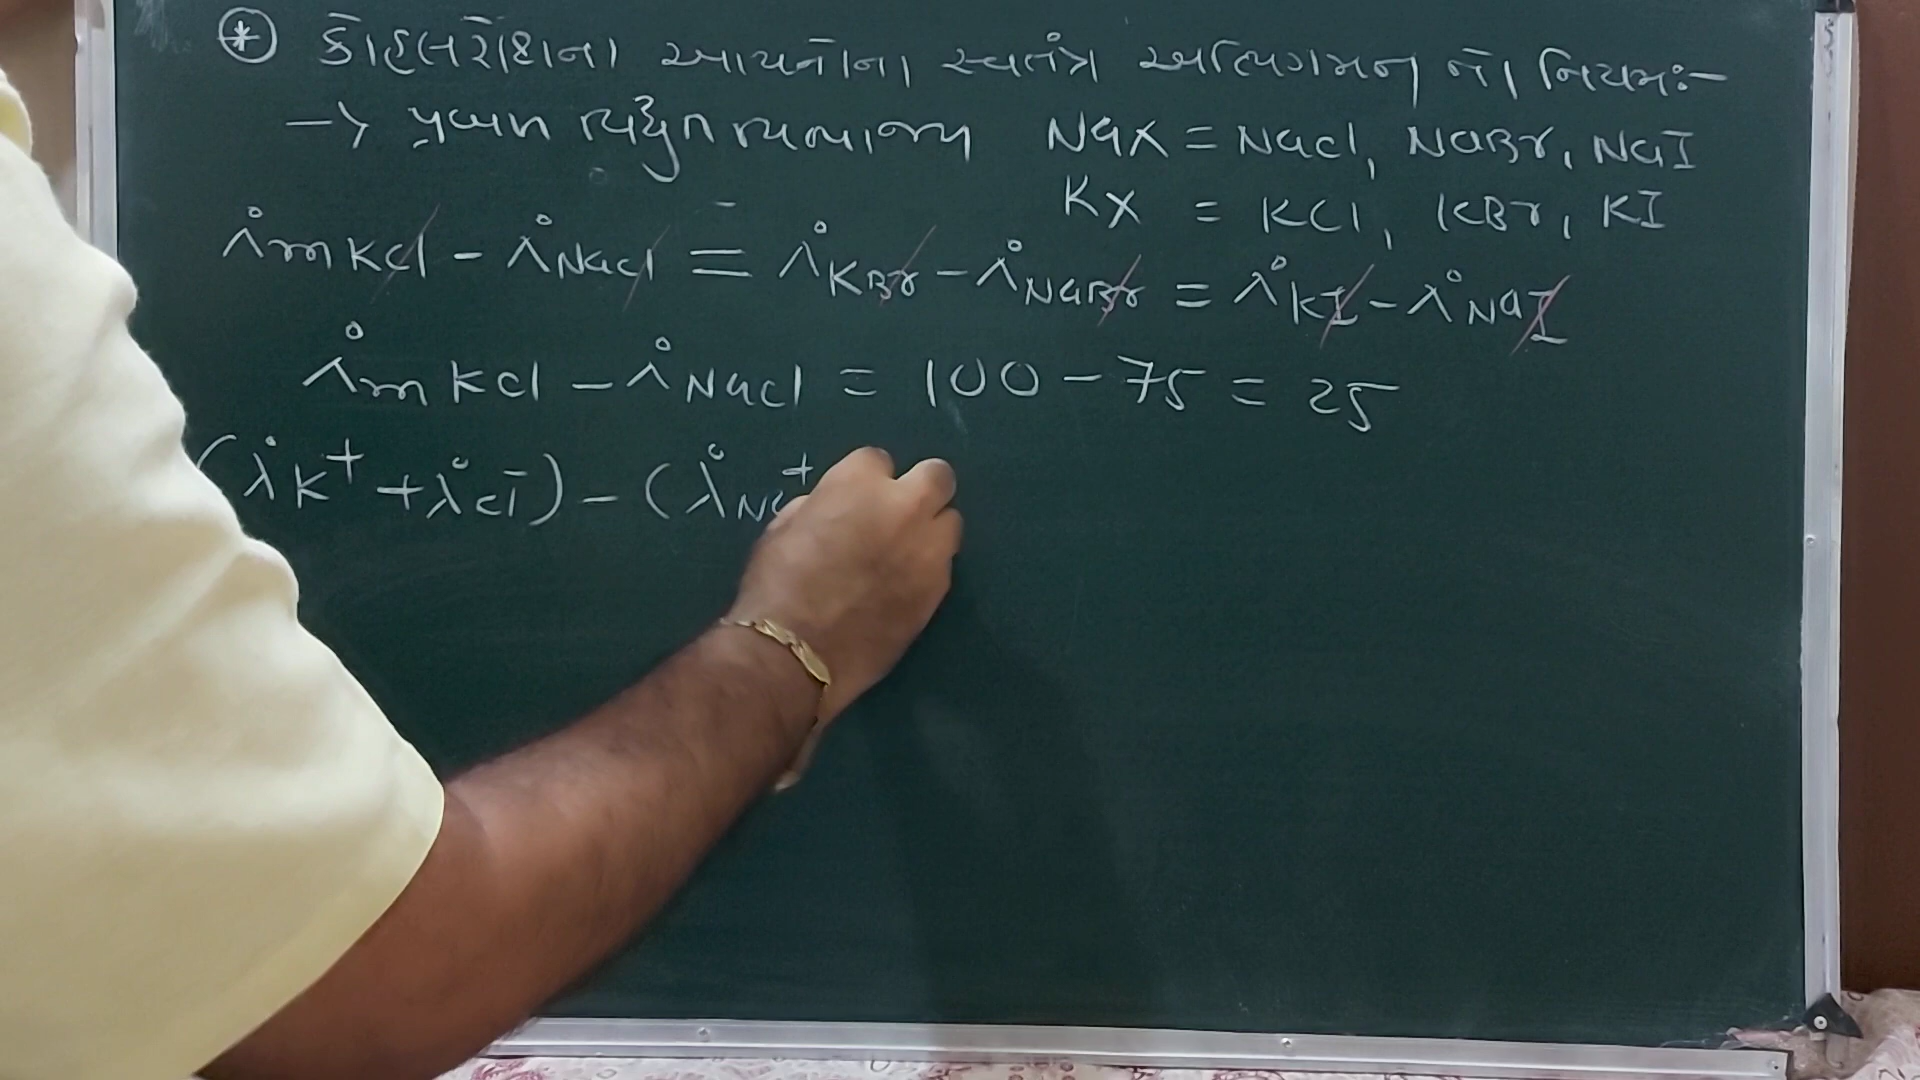 * કોહલરોશના આયનોના સ્વતંત્ર અભિગમન નો નિયમ:-
→ પ્રબળ વિદ્યુત વિભાજ્ય NaX = NaCl, NaBr, NaI
KX = KCl, KBr, KI
λ°m KCl - λ°NaCl = λ°KBr - λ°NaBr = λ°KI - λ°NaI
λ°m KCl - λ°NaCl = 100 - 75 = 25
(λ°K⁺ + λ°Cl⁻) - (λ°Na⁺